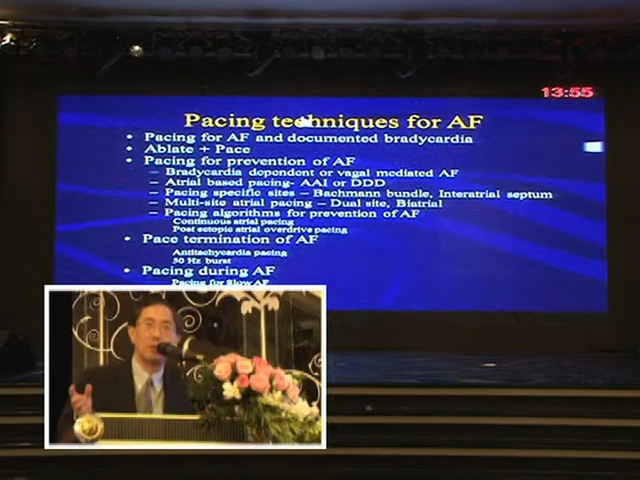 13:55
Pacing techniques for AF
• Pacing for AF and documented bradycardia
• Ablate + Pace
• Pacing for prevention of AF
– Bradycardia dependent or vagal mediated AF
– Atrial based pacing- AAI or DDD
– Pacing specific sites – Bachmann bundle, Interatrial septum
– Multi-site atrial pacing – Dual site, Biatrial
– Pacing algorithms for prevention of AF
Continuous atrial pacing
Post ectopic atrial overdrive pacing
• Pace termination of AF
Antitachycardia pacing
50 Hz burst
• Pacing during AF
Pacing for Slow AF